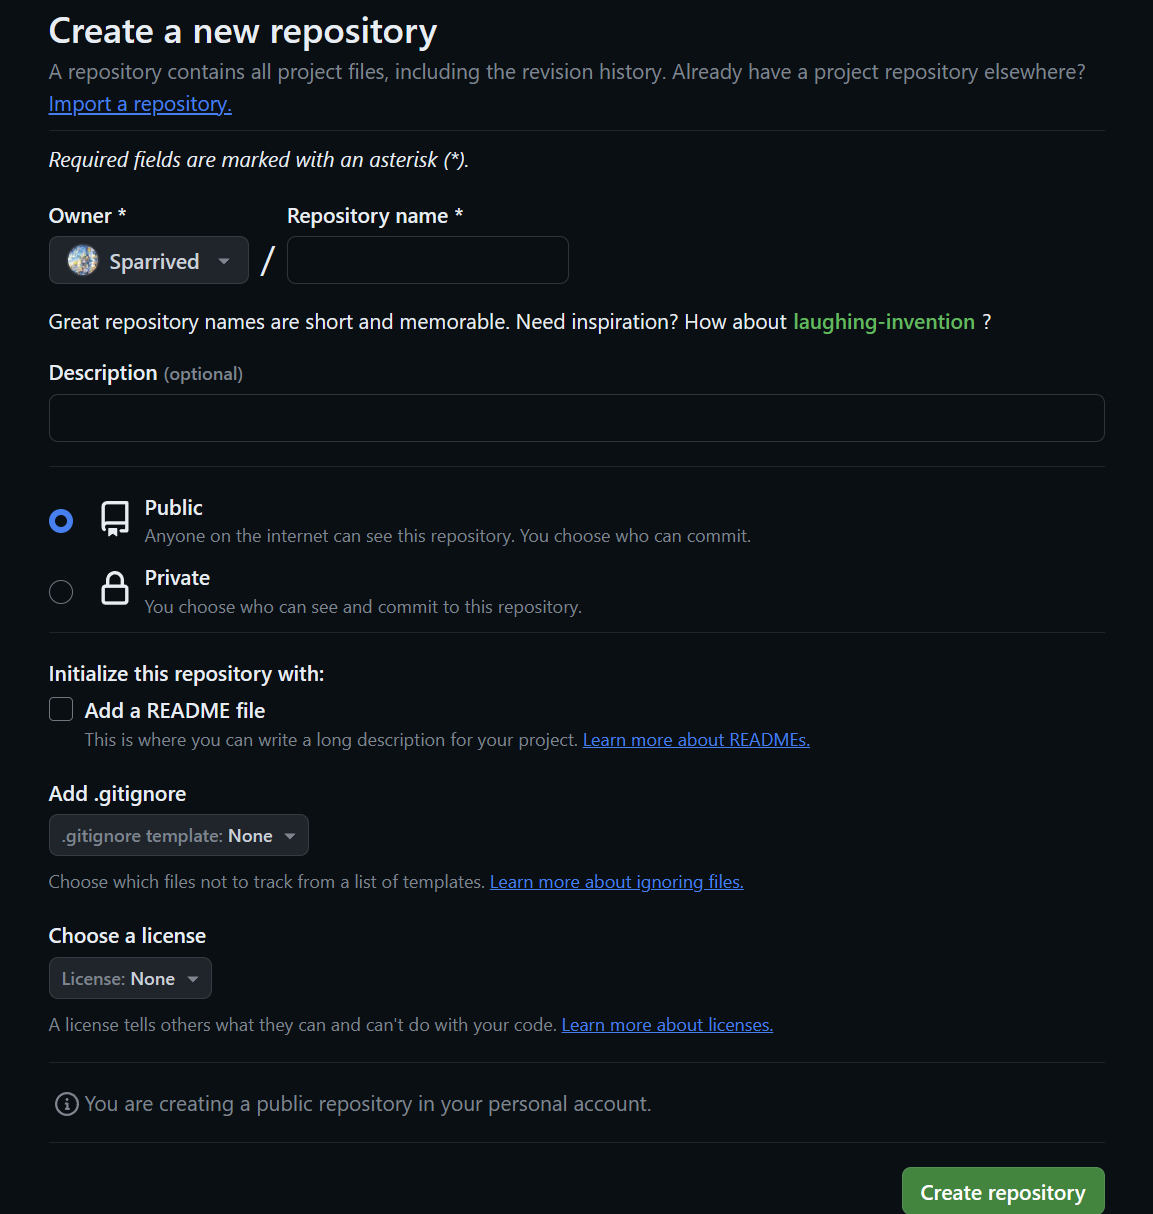 Create a new repository
A repository contains all project files, including the revision history. Already have a project repository elsewhere?
Import a repository.
Required fields are marked with an asterisk (*).
Owner *
Repository name *
Sparrived
/
Great repository names are short and memorable. Need inspiration? How about laughing-invention ?
Description (optional)
Public
Anyone on the internet can see this repository. You choose who can commit.
Private
You choose who can see and commit to this repository.
Initialize this repository with:
Add a README file
This is where you can write a long description for your project. Learn more about READMEs.
Add .gitignore
.gitignore template: None
Choose which files not to track from a list of templates. Learn more about ignoring files.
Choose a license
License: None
A license tells others what they can and can't do with your code. Learn more about licenses.
You are creating a public repository in your personal account.
Create repository